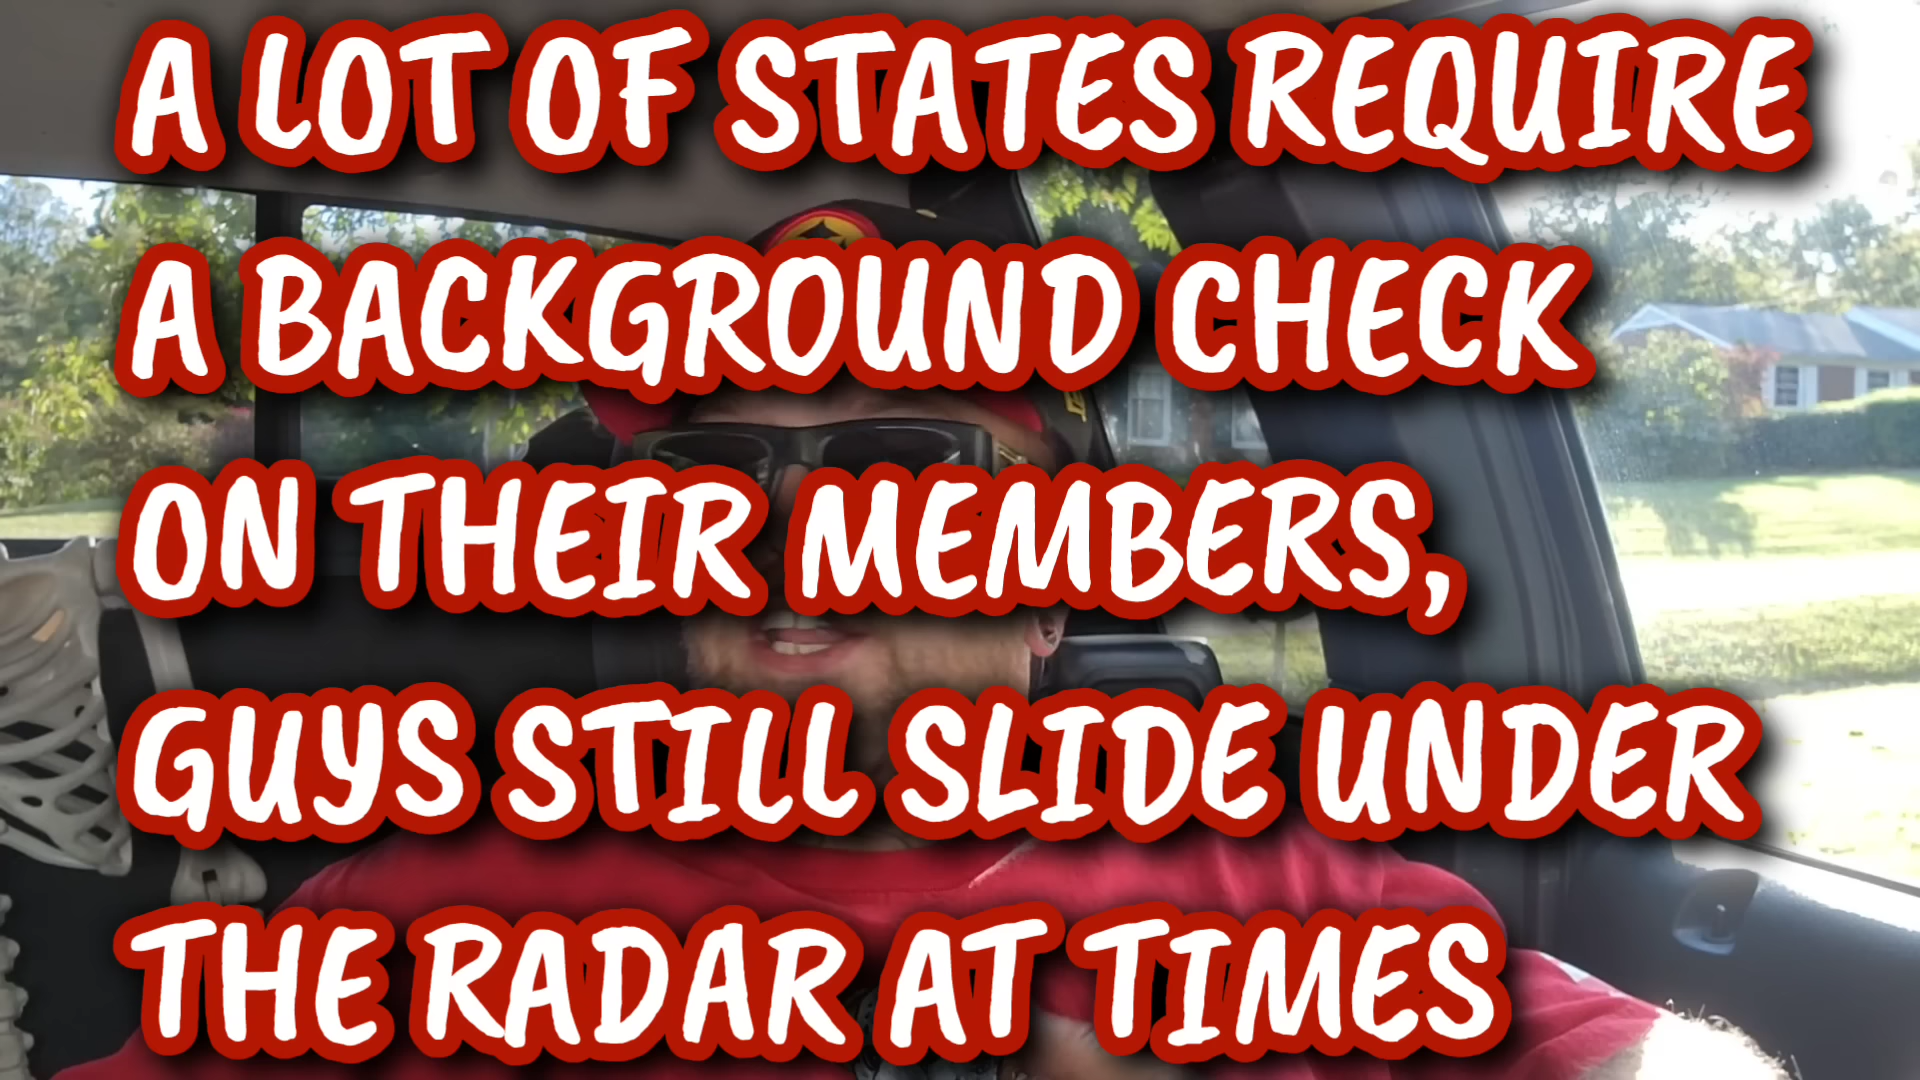 A LOT OF STATES REQUIRE
A BACKGROUND CHECK
ON THEIR MEMBERS,
GUYS STILL SLIDE UNDER
THE RADAR AT TIMES